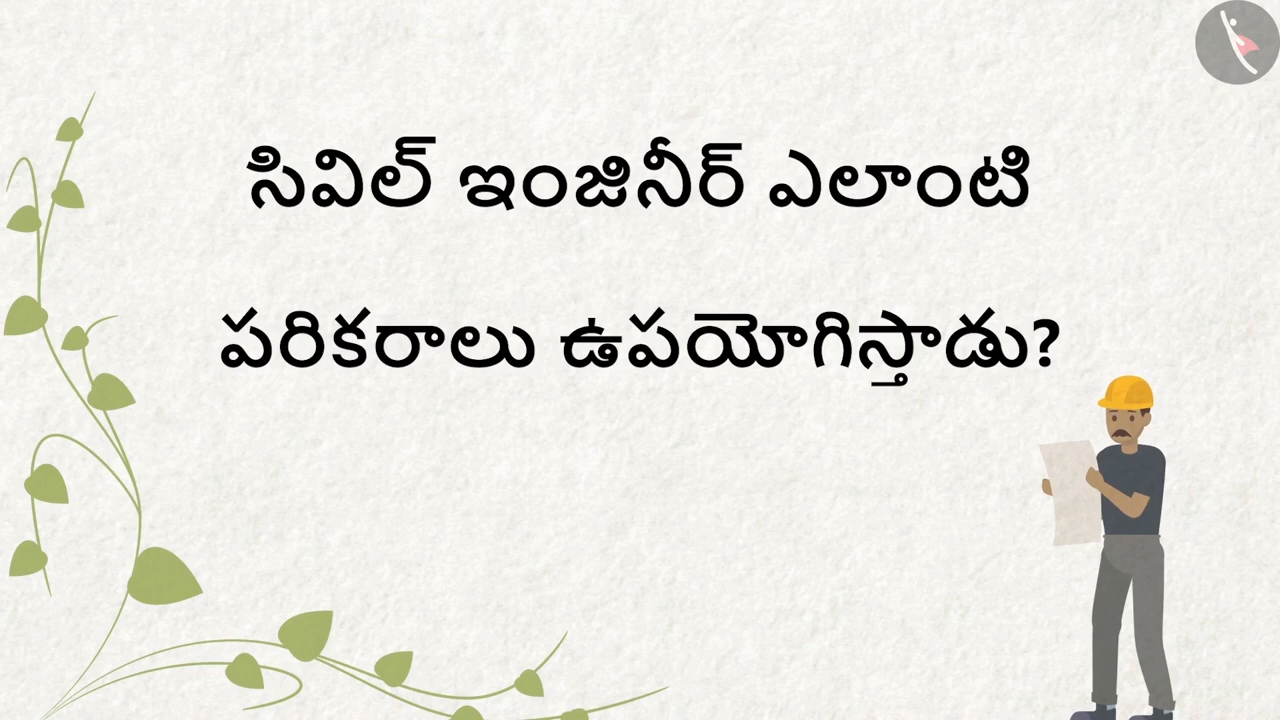 సివిల్ ఇంజినీర్ ఎలాంటి
పరికరాలు ఉపయోగిస్తాడు?